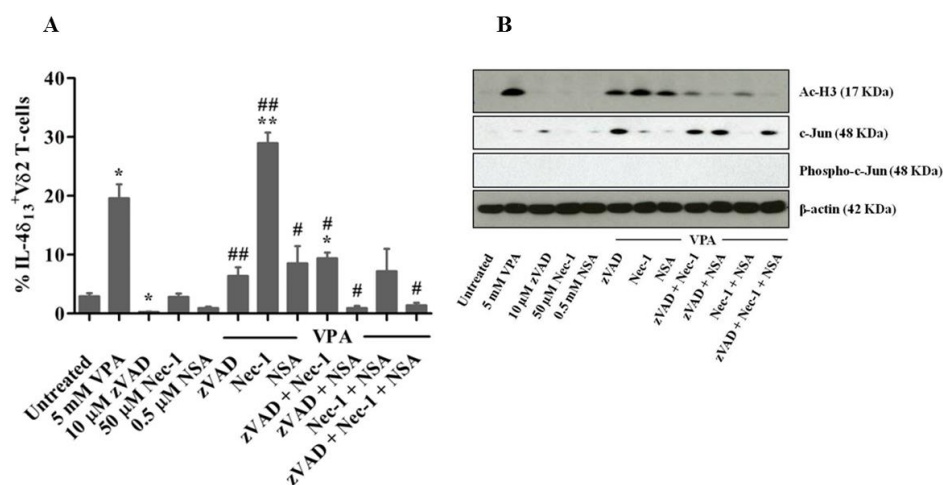 A
% IL-4δ13+Vδ2 T-cells
40
30
20
10
0
*
*
##
##
**
#
#
*
#
#
VPA
Untreated
5 mM VPA
10 µM zVAD
50 µM Nec-1
0.5 µM NSA
zVAD
Nec-1
NSA
zVAD + Nec-1
zVAD + NSA
Nec-1 + NSA
zVAD + Nec-1 + NSA
B
Ac-H3 (17 KDa)
c-Jun (48 KDa)
Phospho-c-Jun (48 KDa)
β-actin (42 KDa)
VPA
Untreated
5 mM VPA
10 µM zVAD
50 µM Nec-1
0.5 mM NSA
zVAD
Nec-1
NSA
zVAD + Nec-1
zVAD + NSA
Nec-1 + NSA
zVAD + Nec-1 + NSA